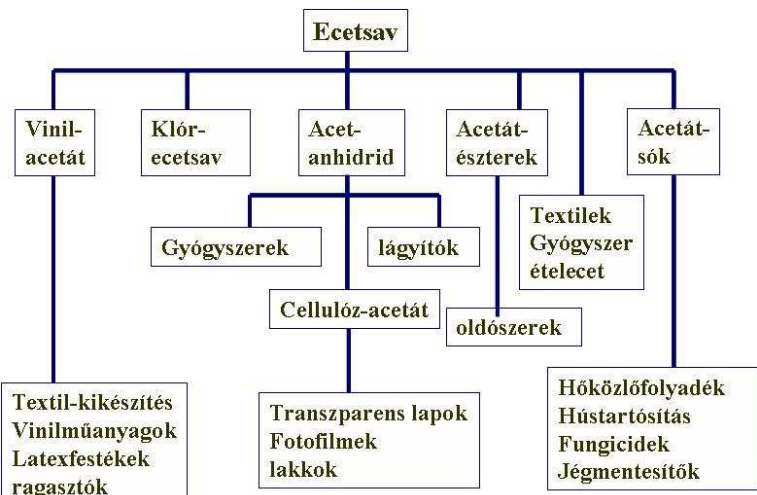 Ecetsav
Vinil-
acetát
Klór-
ecetsav
Acet-
anhidrid
Acetát-
észterek
Acetát-
sók
Textilek
Gyógyszer
ételecet
Gyógyszerek
lágyítók
Cellulóz-acetát
oldószerek
Textil-kikészítés
Vinilműanyagok
Latexfestékek
ragasztók
Transzparens lapok
Fotofilmek
lakkok
Hőközlőfolyadék
Hústartósítás
Fungicidek
Jégmentesítők